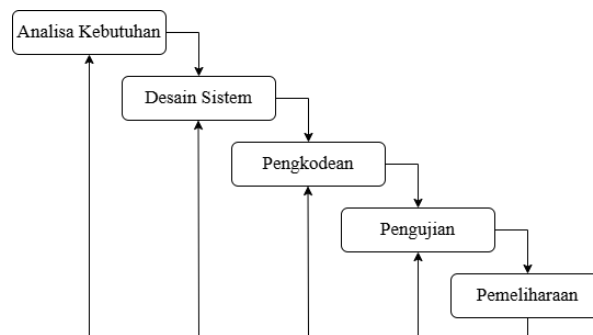 Analisa Kebutuhan
Desain Sistem
Pengkodean
Pengujian
Pemeliharaan